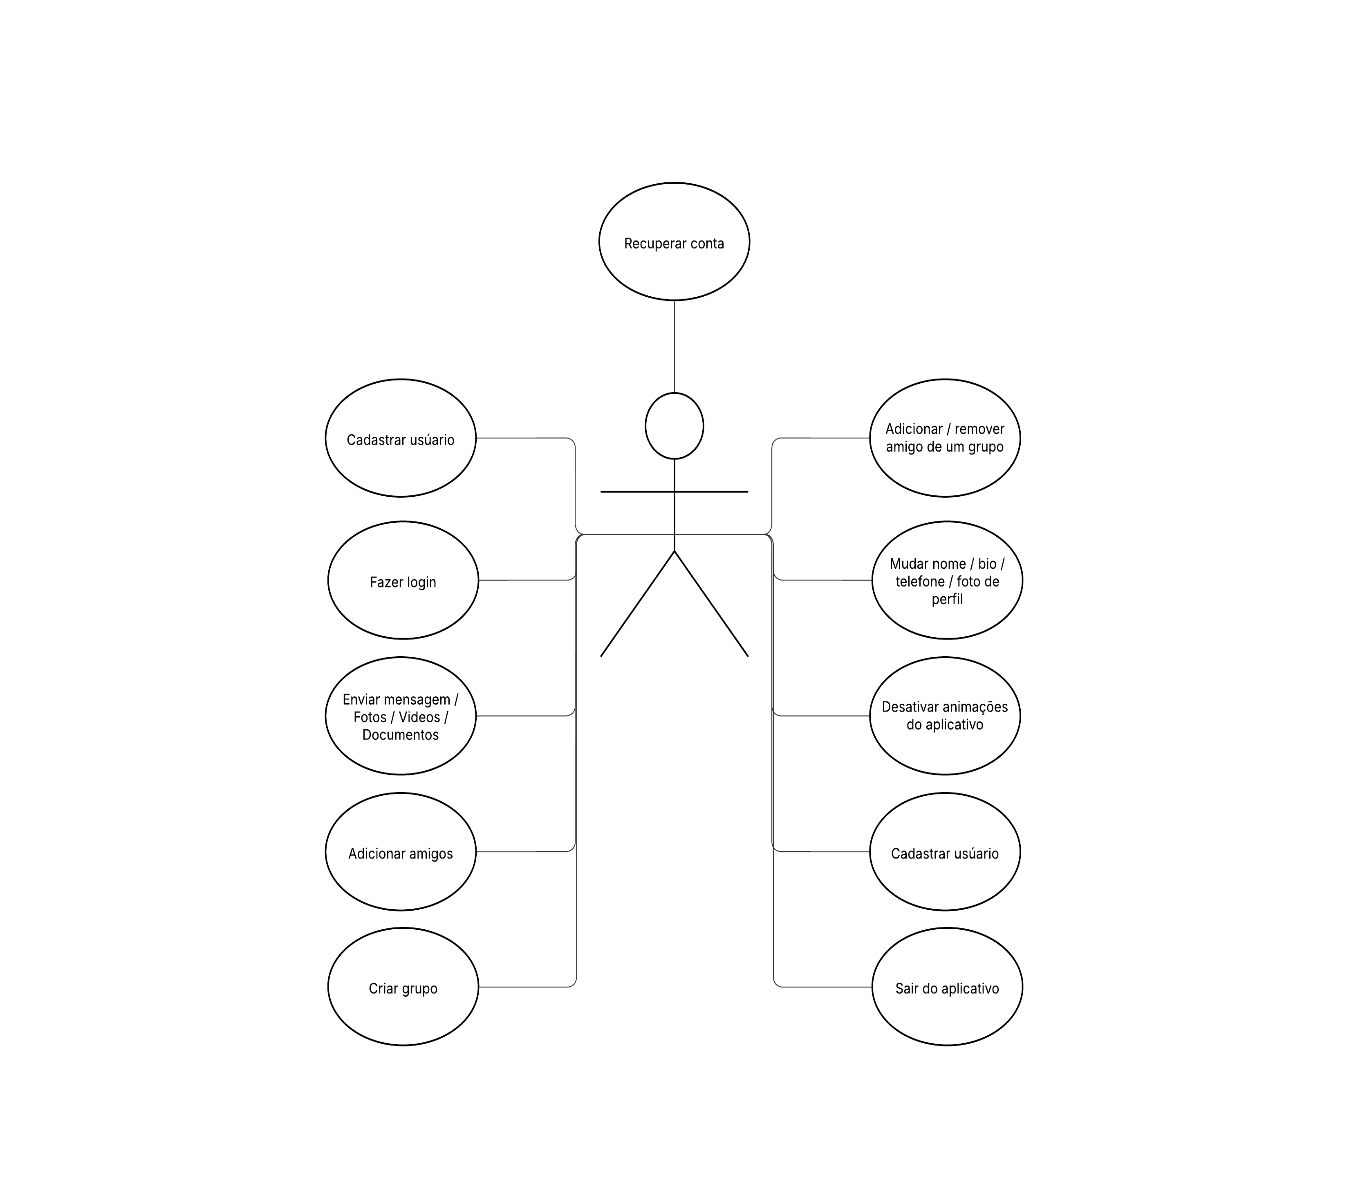 Recuperar conta
Cadastrar usúario
Fazer login
Enviar mensagem /
Fotos / Videos /
Documentos
Adicionar amigos
Criar grupo
Adicionar / remover
amigo de um grupo
Mudar nome / bio /
telefone / foto de
perfil
Desativar animações
do aplicativo
Cadastrar usúario
Sair do aplicativo